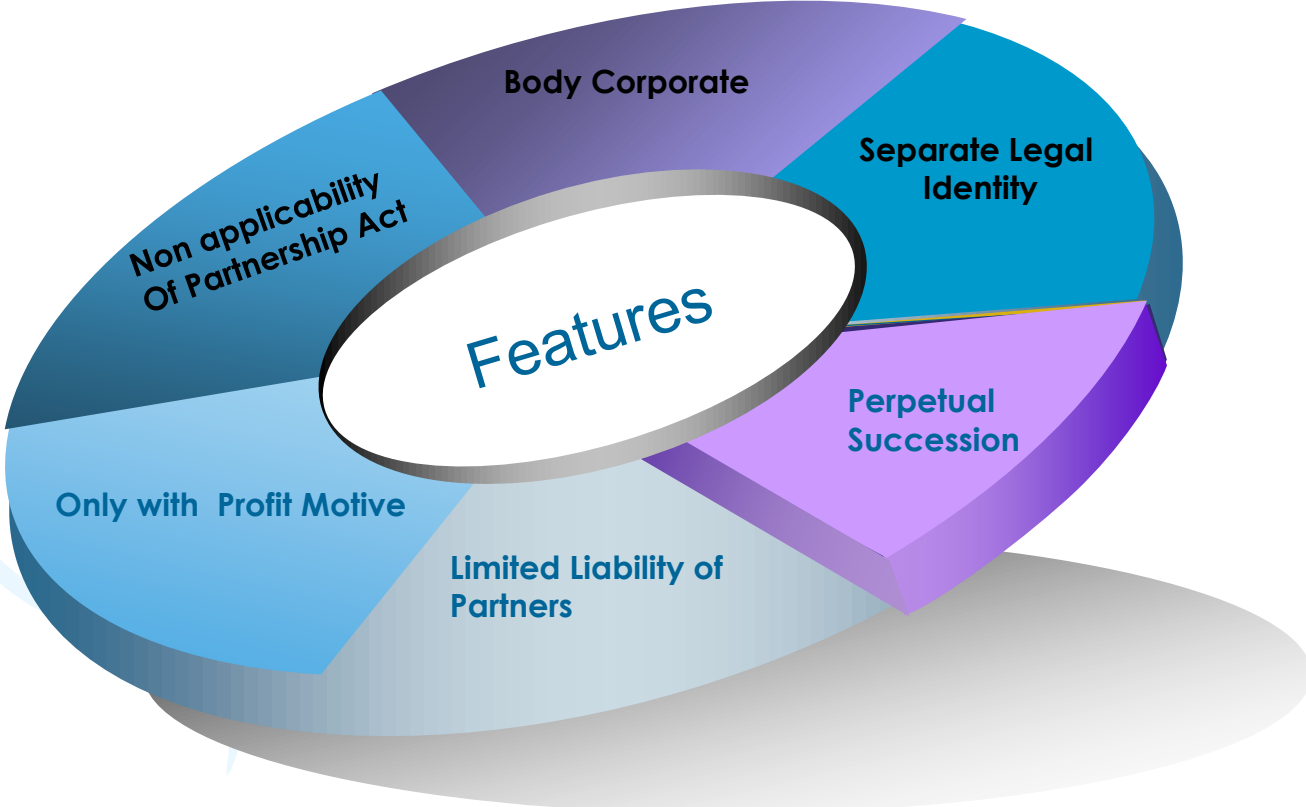 Body Corporate
Separate Legal
Identity
Non applicability
Of Partnership Act
Features
Perpetual
Succession
Only with  Profit Motive
Limited Liability of
Partners